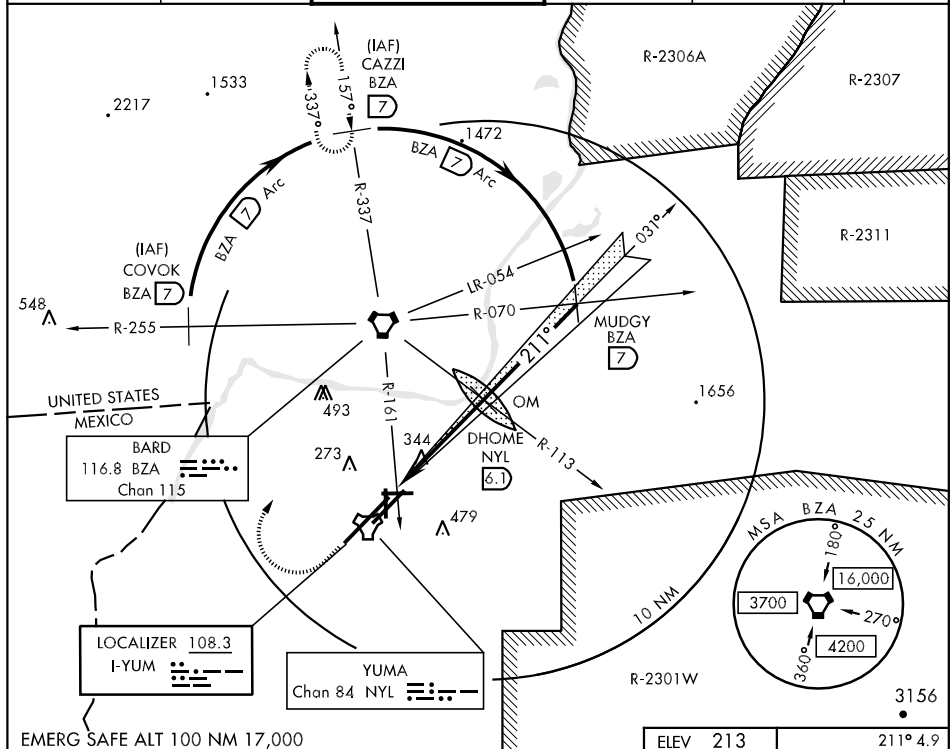 (IAF)
CAZZI
BZA
7
R-2306A
R-2307
1533
2217
337°
157°
1472
BZA 7 Arc
BZA 7 Arc
R-337
031°
R-2311
(IAF)
COVOK
BZA 7
LR-054
548
R-255
R-070
MUDGY
BZA
7
211°
UNITED STATES
MEXICO
493
R-161
OM
1656
BARD
116.8 BZA
Chan 115
273
344
DHOME
NYL
6.1
R-113
479
MSA BZA 25 NM
180°
16,000
3700
270°
4200
360°
10 NM
LOCALIZER 108.3
I-YUM
YUMA
Chan 84 NYL
R-2301W
3156
EMERG SAFE ALT 100 NM 17,000
ELEV 213
211° 4.9